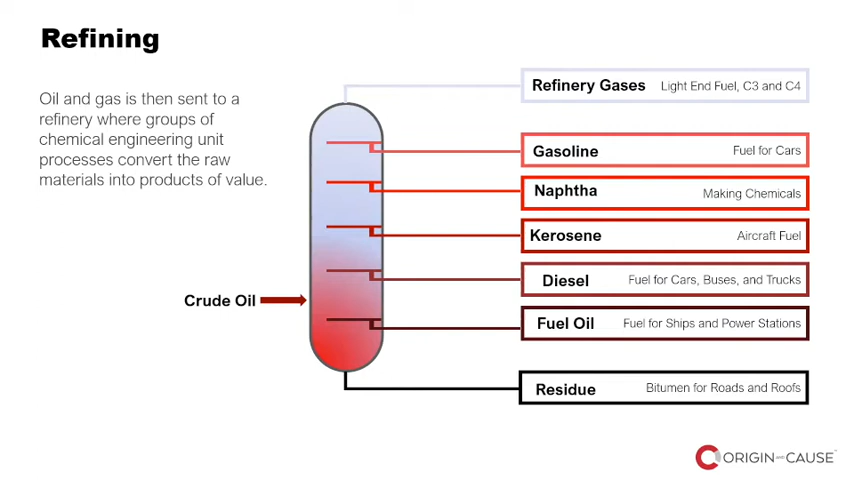 Refining
Oil and gas is then sent to a
refinery where groups of
chemical engineering unit
processes convert the raw
materials into products of value.
Crude Oil
Refinery Gases Light End Fuel, C3 and C4
Gasoline Fuel for Cars
Naphtha Making Chemicals
Kerosene Aircraft Fuel
Diesel Fuel for Cars, Buses, and Trucks
Fuel Oil Fuel for Ships and Power Stations
Residue Bitumen for Roads and Roofs
ORIGIN AND CAUSE